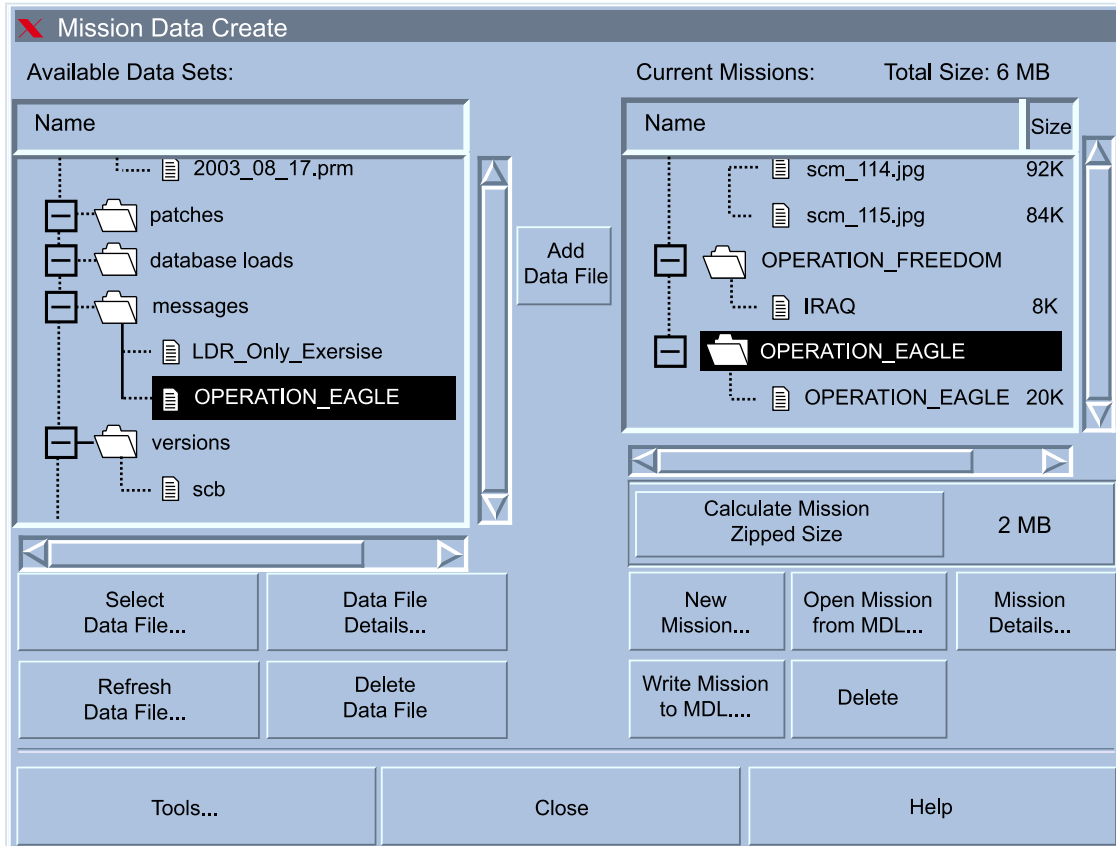 Mission Data Create
Available Data Sets:
Name
2003_08_17.prm
patches
database loads
messages
LDR_Only_Exersise
OPERATION_EAGLE
versions
scb
Add
Data File
Current Missions: Total Size: 6 MB
Name Size
scm_114.jpg 92K
scm_115.jpg 84K
OPERATION_FREEDOM
IRAQ 8K
OPERATION_EAGLE
OPERATION_EAGLE 20K
Calculate Mission
Zipped Size
2 MB
Select
Data File...
Data File
Details...
New
Mission...
Open Mission
from MDL...
Mission
Details...
Refresh
Data File...
Delete
Data File
Write Mission
to MDL....
Delete
Tools...
Close
Help